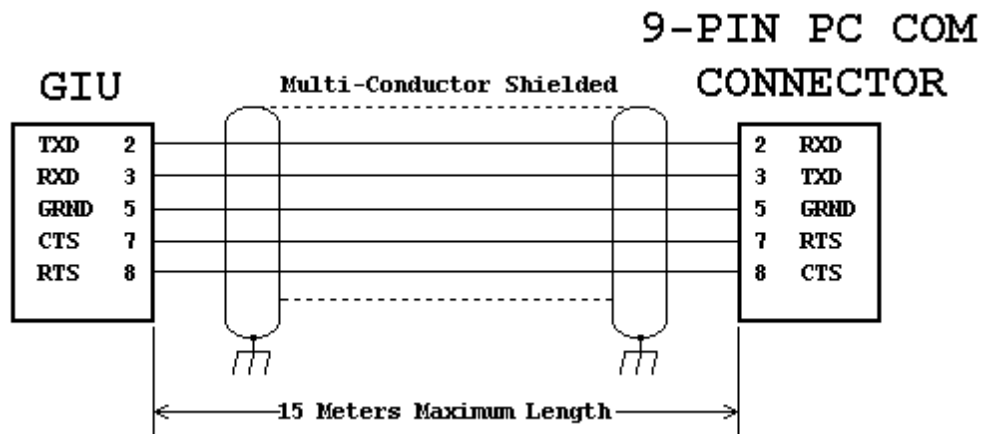 9-PIN PC COM
CONNECTOR
GIU
Multi-Conductor Shielded
TXD 2
RXD 3
GRND 5
CTS 7
RTS 8
2 RXD
3 TXD
5 GRND
7 RTS
8 CTS
15 Meters Maximum Length